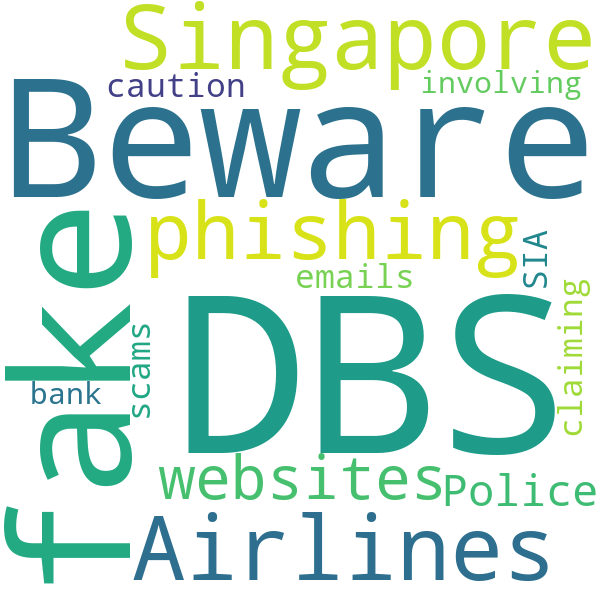 Singapore
caution
involving
Beware
phishing
fake
SIA
emails
claiming
DBS
scams
bank
websites
Police
Airlines